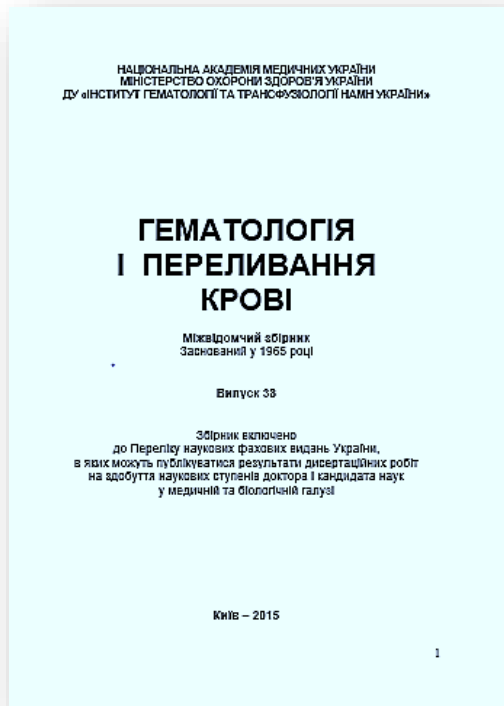 НАЦІОНАЛЬНА АКАДЕМІЯ МЕДИЧНИХ УКРАЇНИ
МІНІСТЕРСТВО ОХОРОНИ ЗДОРОВ'Я УКРАЇНИ
ДУ «ІНСТИТУТ ГЕМАТОЛОГІЇ ТА ТРАНСФУЗІОЛОГІЇ НАМН УКРАЇНИ»
ГЕМАТОЛОГІЯ
І ПЕРЕЛИВАННЯ
КРОВІ
Міжвідомчий збірник
Заснований у 1965 році
Випуск 38
Збірник включено
до Переліку наукових фахових видань України,
в яких можуть публікуватися результати дисертаційних робіт
на здобуття наукових ступенів доктора і кандидата наук
у медичній та біологічній галузі
Київ – 2015
1